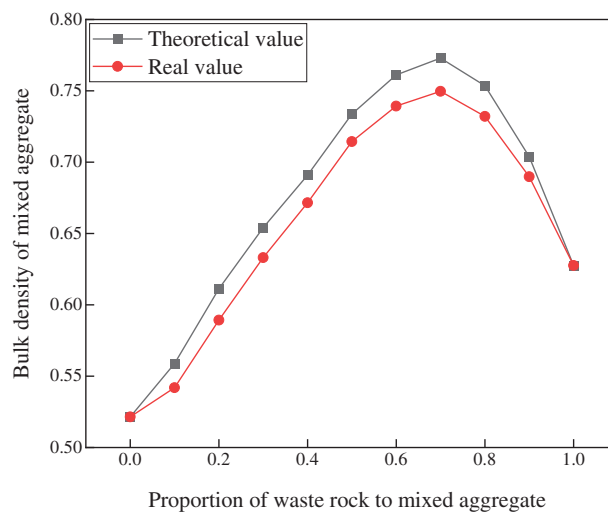 0.80
0.75
0.70
0.65
0.60
0.55
0.50
Bulk density of mixed aggregate
Theoretical value
Real value
0.0 0.2 0.4 0.6 0.8 1.0
Proportion of waste rock to mixed aggregate